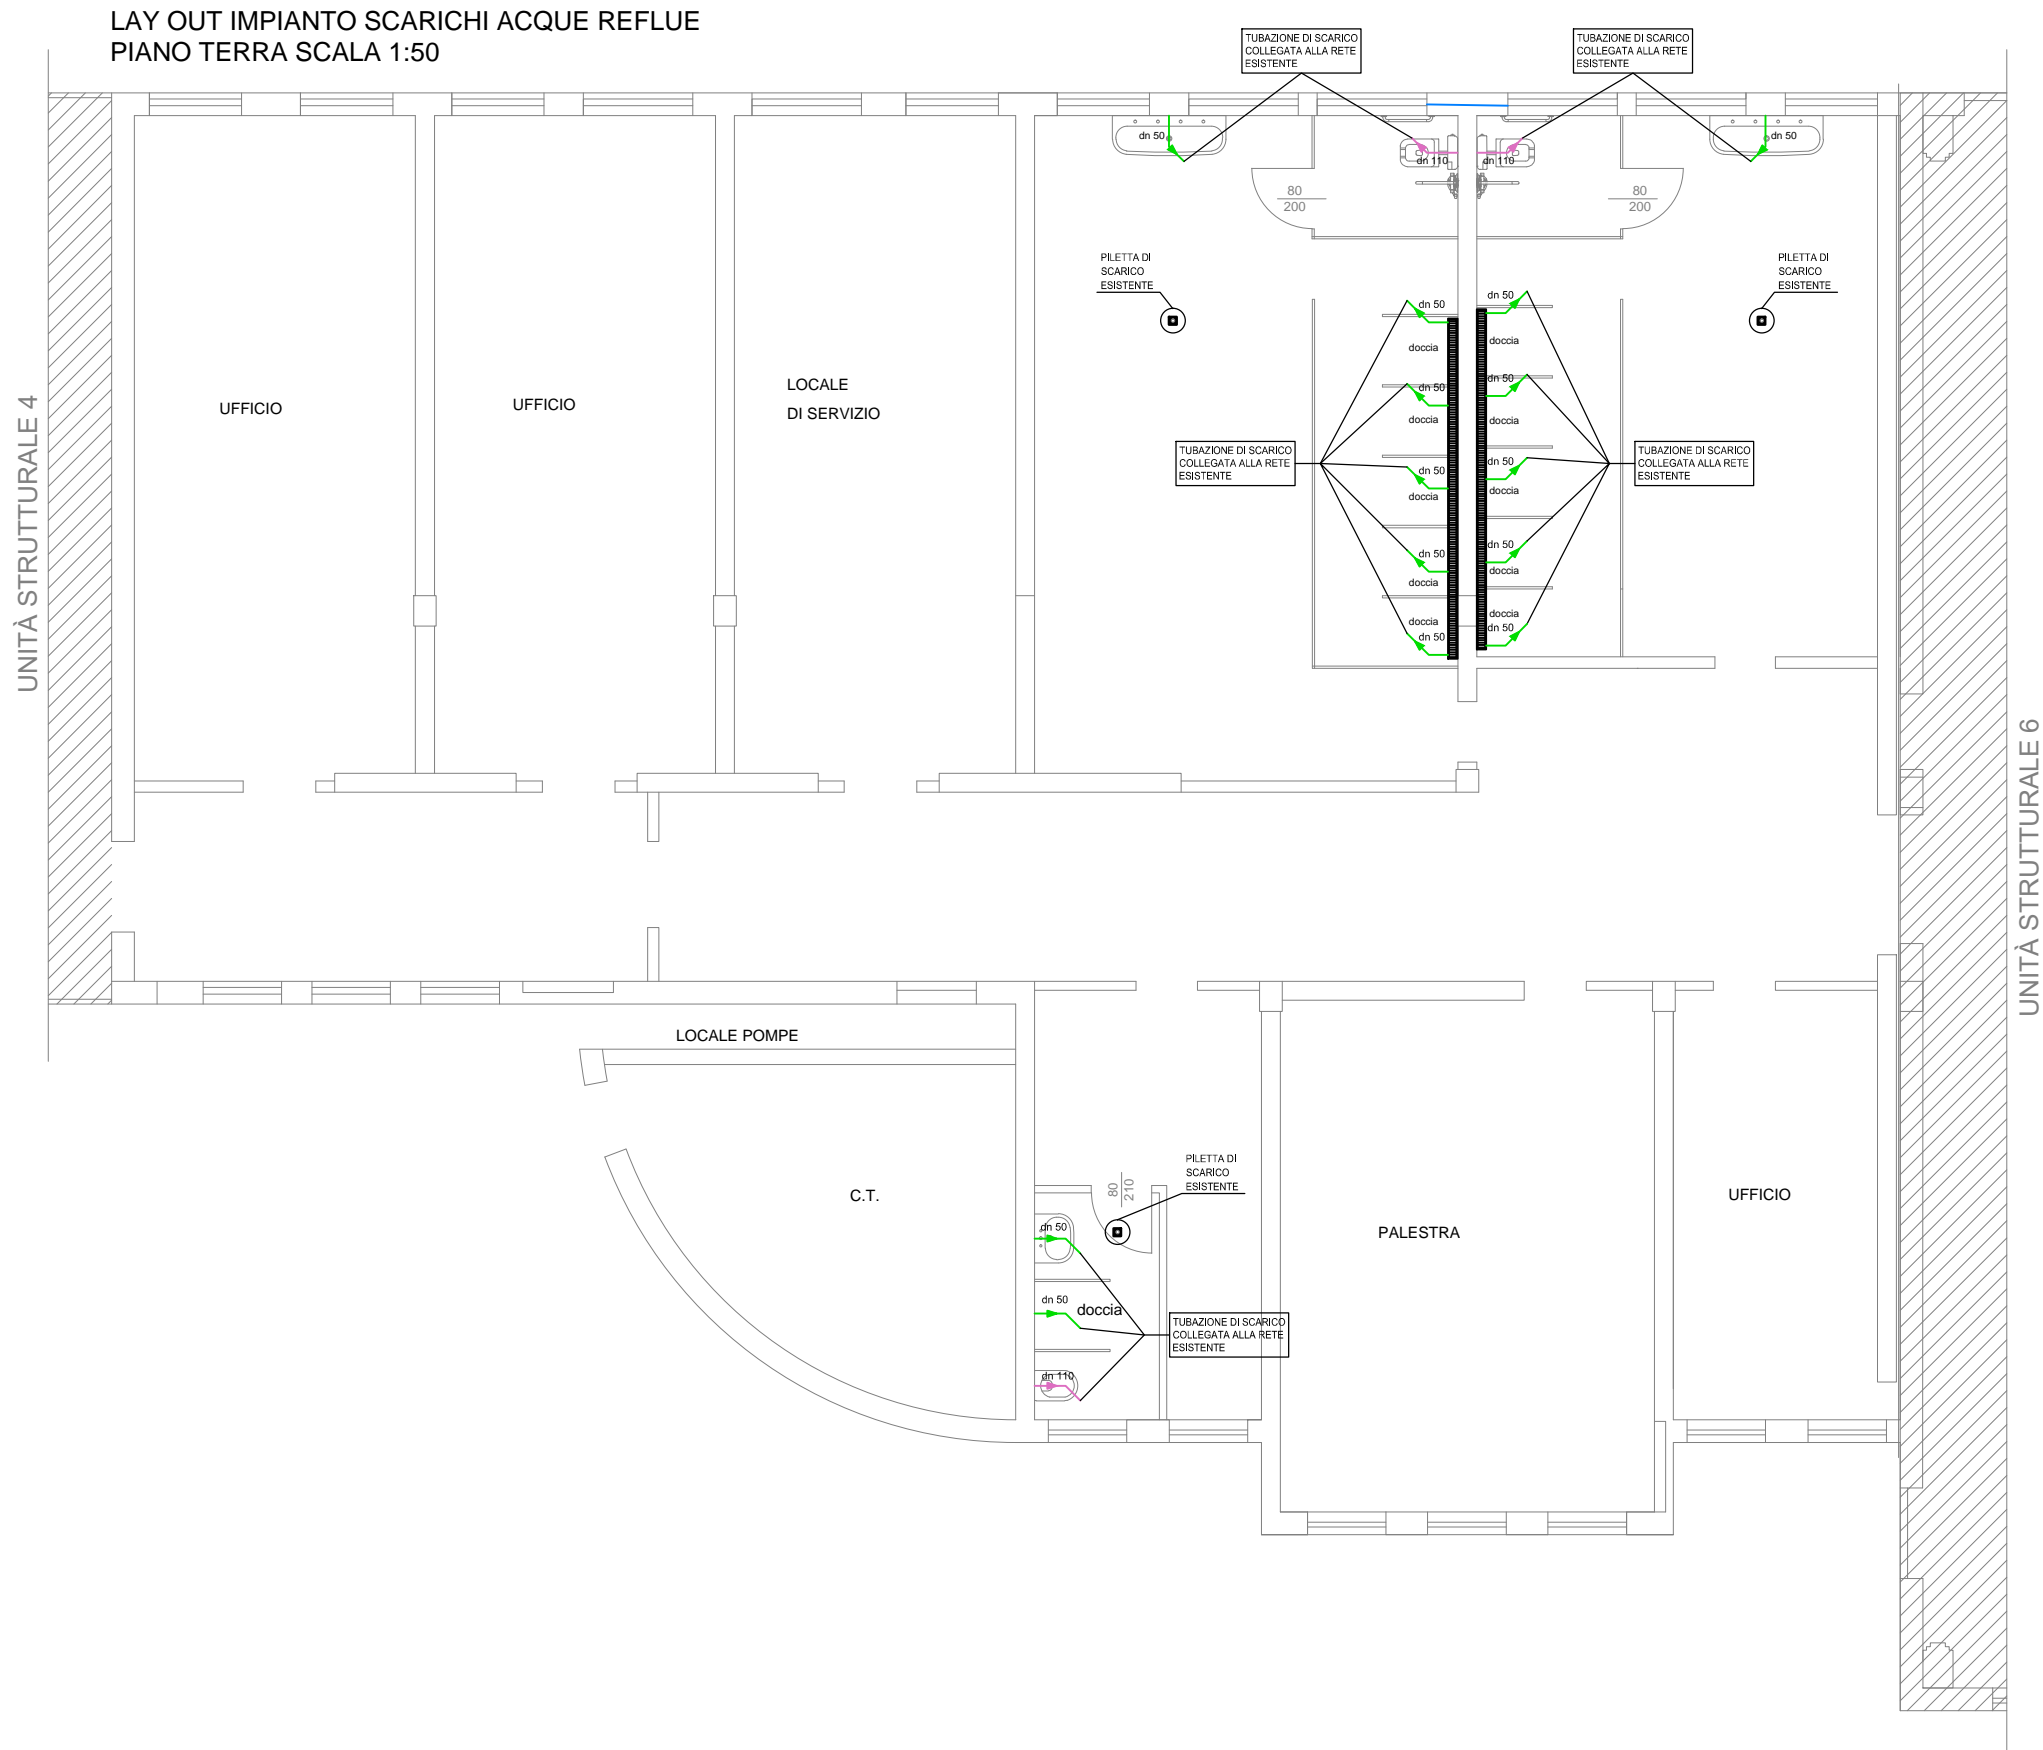 LAY OUT IMPIANTO SCARICHI ACQUE REFLUE
PIANO TERRA SCALA 1:50
TUBAZIONE DI SCARICO
COLLEGATA ALLA RETE
ESISTENTE
TUBAZIONE DI SCARICO
COLLEGATA ALLA RETE
ESISTENTE
dn 50
dn 110
dn 110
dn 50
80
200
80
200
PILETTA DI
SCARICO
ESISTENTE
PILETTA DI
SCARICO
ESISTENTE
dn 50
doccia
dn 50
doccia
dn 50
doccia
dn 50
doccia
doccia
dn 50
dn 50
doccia
dn 50
doccia
dn 50
doccia
dn 50
doccia
doccia
dn 50
TUBAZIONE DI SCARICO
COLLEGATA ALLA RETE
ESISTENTE
TUBAZIONE DI SCARICO
COLLEGATA ALLA RETE
ESISTENTE
UFFICIO
UFFICIO
LOCALE
DI SERVIZIO
UNITÀ STRUTTURALE 4
UNITÀ STRUTTURALE 6
LOCALE POMPE
C.T.
80
210
PILETTA DI
SCARICO
ESISTENTE
dn 50
dn 50
doccia
dn 110
TUBAZIONE DI SCARICO
COLLEGATA ALLA RETE
ESISTENTE
PALESTRA
UFFICIO